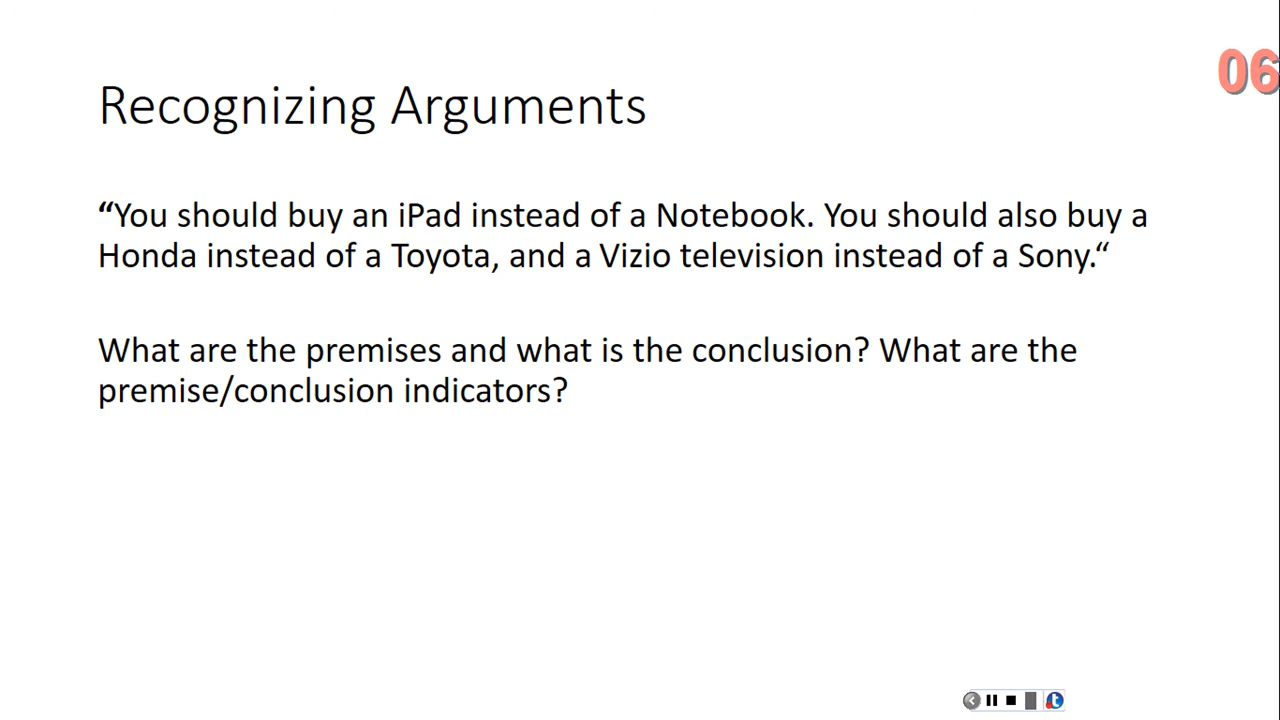 06
Recognizing Arguments
“You should buy an iPad instead of a Notebook. You should also buy a
Honda instead of a Toyota, and a Vizio television instead of a Sony.“
What are the premises and what is the conclusion? What are the
premise/conclusion indicators?